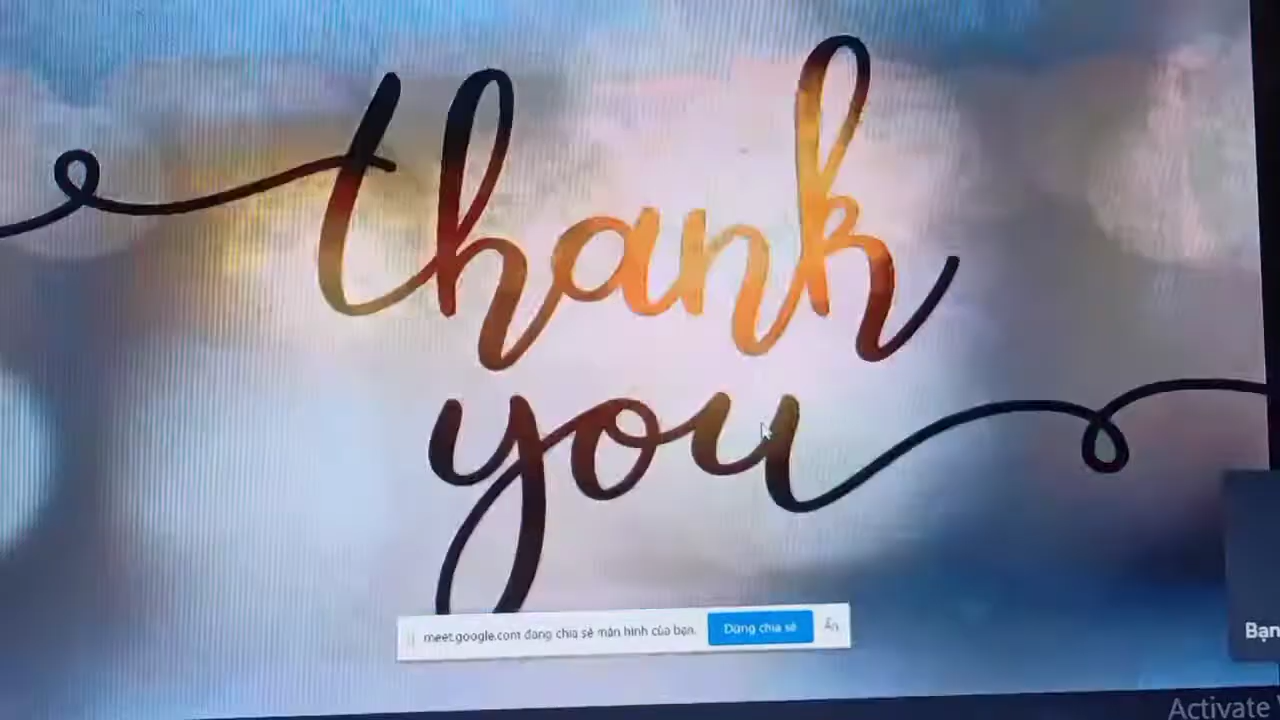 thank
you
meet.google.com đang chia sẻ màn hình của bạn.
Dừng chia sẻ
Ẩn
Bạn
Activate